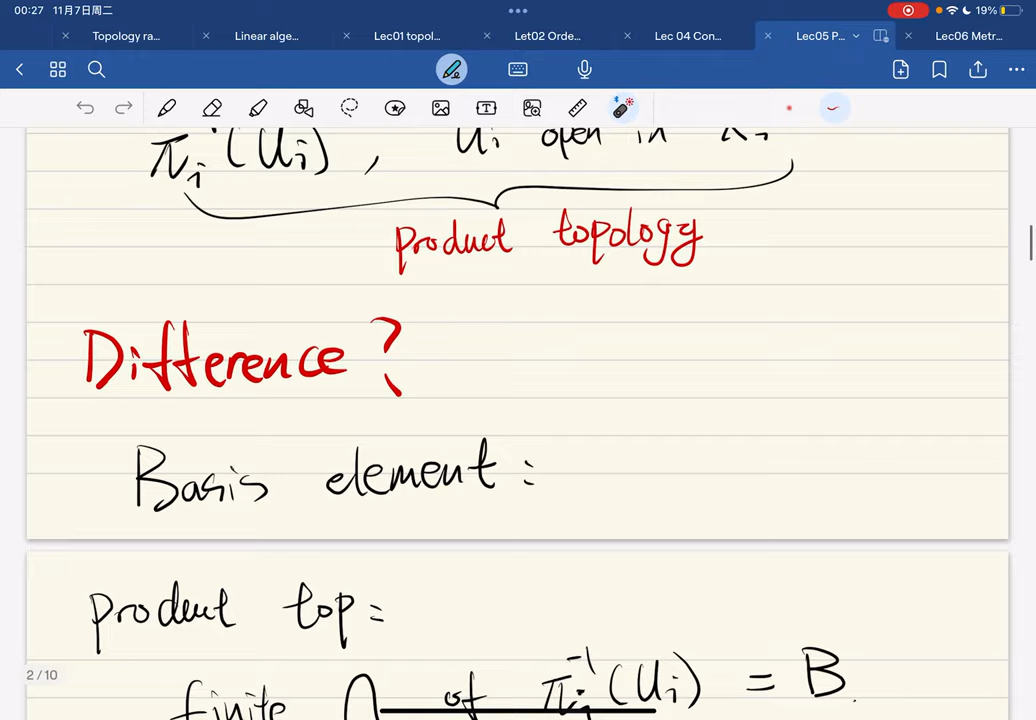 00:27 11月7日周二
19%
Topology ra...
Linear alge...
Lec01 topol...
Let02 Orde...
Lec 04 Con...
Lec05 P...
Lec06 Metr...
π_i^{-1}(U_i), U_i open in X_i
product topology
Difference?
Basis element:
product top:
finite ∩ of π_i^{-1}(U_i) = B.
2/10